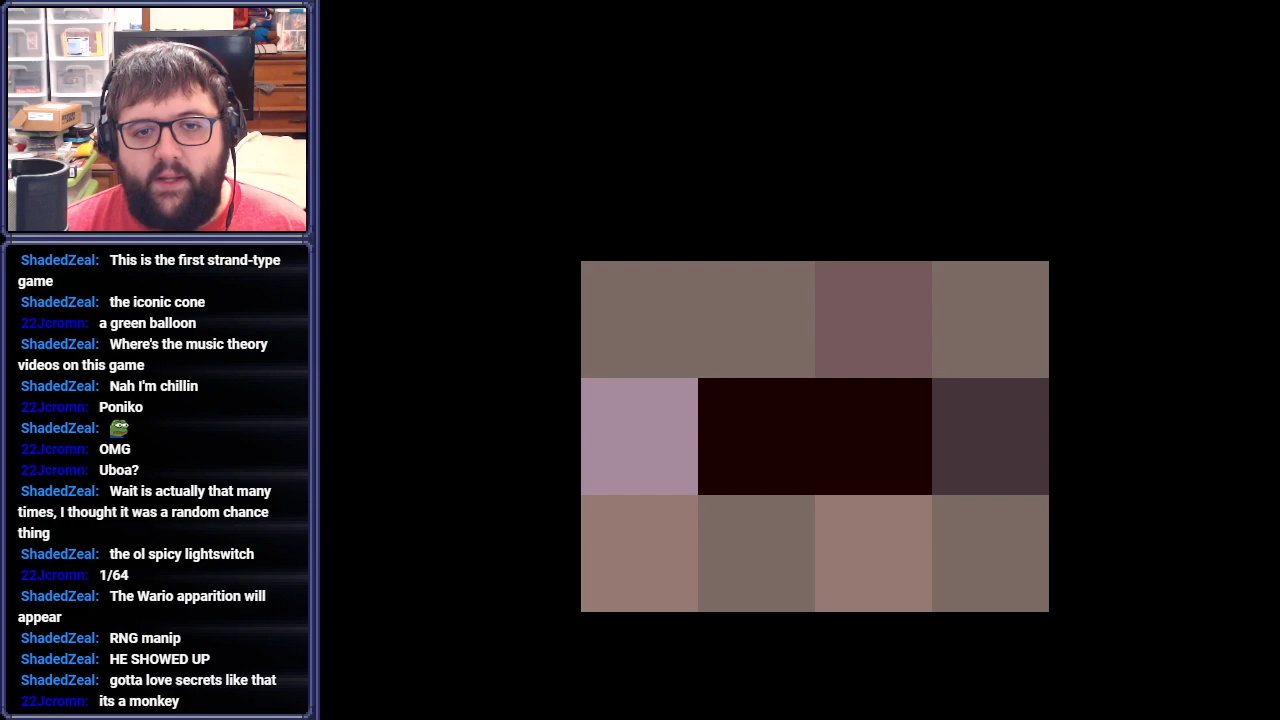 ShadedZeal: This is the first strand-type
game
ShadedZeal: the iconic cone
22Jcromn: a green balloon
ShadedZeal: Where's the music theory
videos on this game
ShadedZeal: Nah I'm chillin
22Jcromn: Poniko
ShadedZeal:
22Jcromn: OMG
22Jcromn: Uboa?
ShadedZeal: Wait is actually that many
times, I thought it was a random chance
thing
ShadedZeal: the ol spicy lightswitch
22Jcromn: 1/64
ShadedZeal: The Wario apparition will
appear
ShadedZeal: RNG manip
ShadedZeal: HE SHOWED UP
ShadedZeal: gotta love secrets like that
22Jcromn: its a monkey